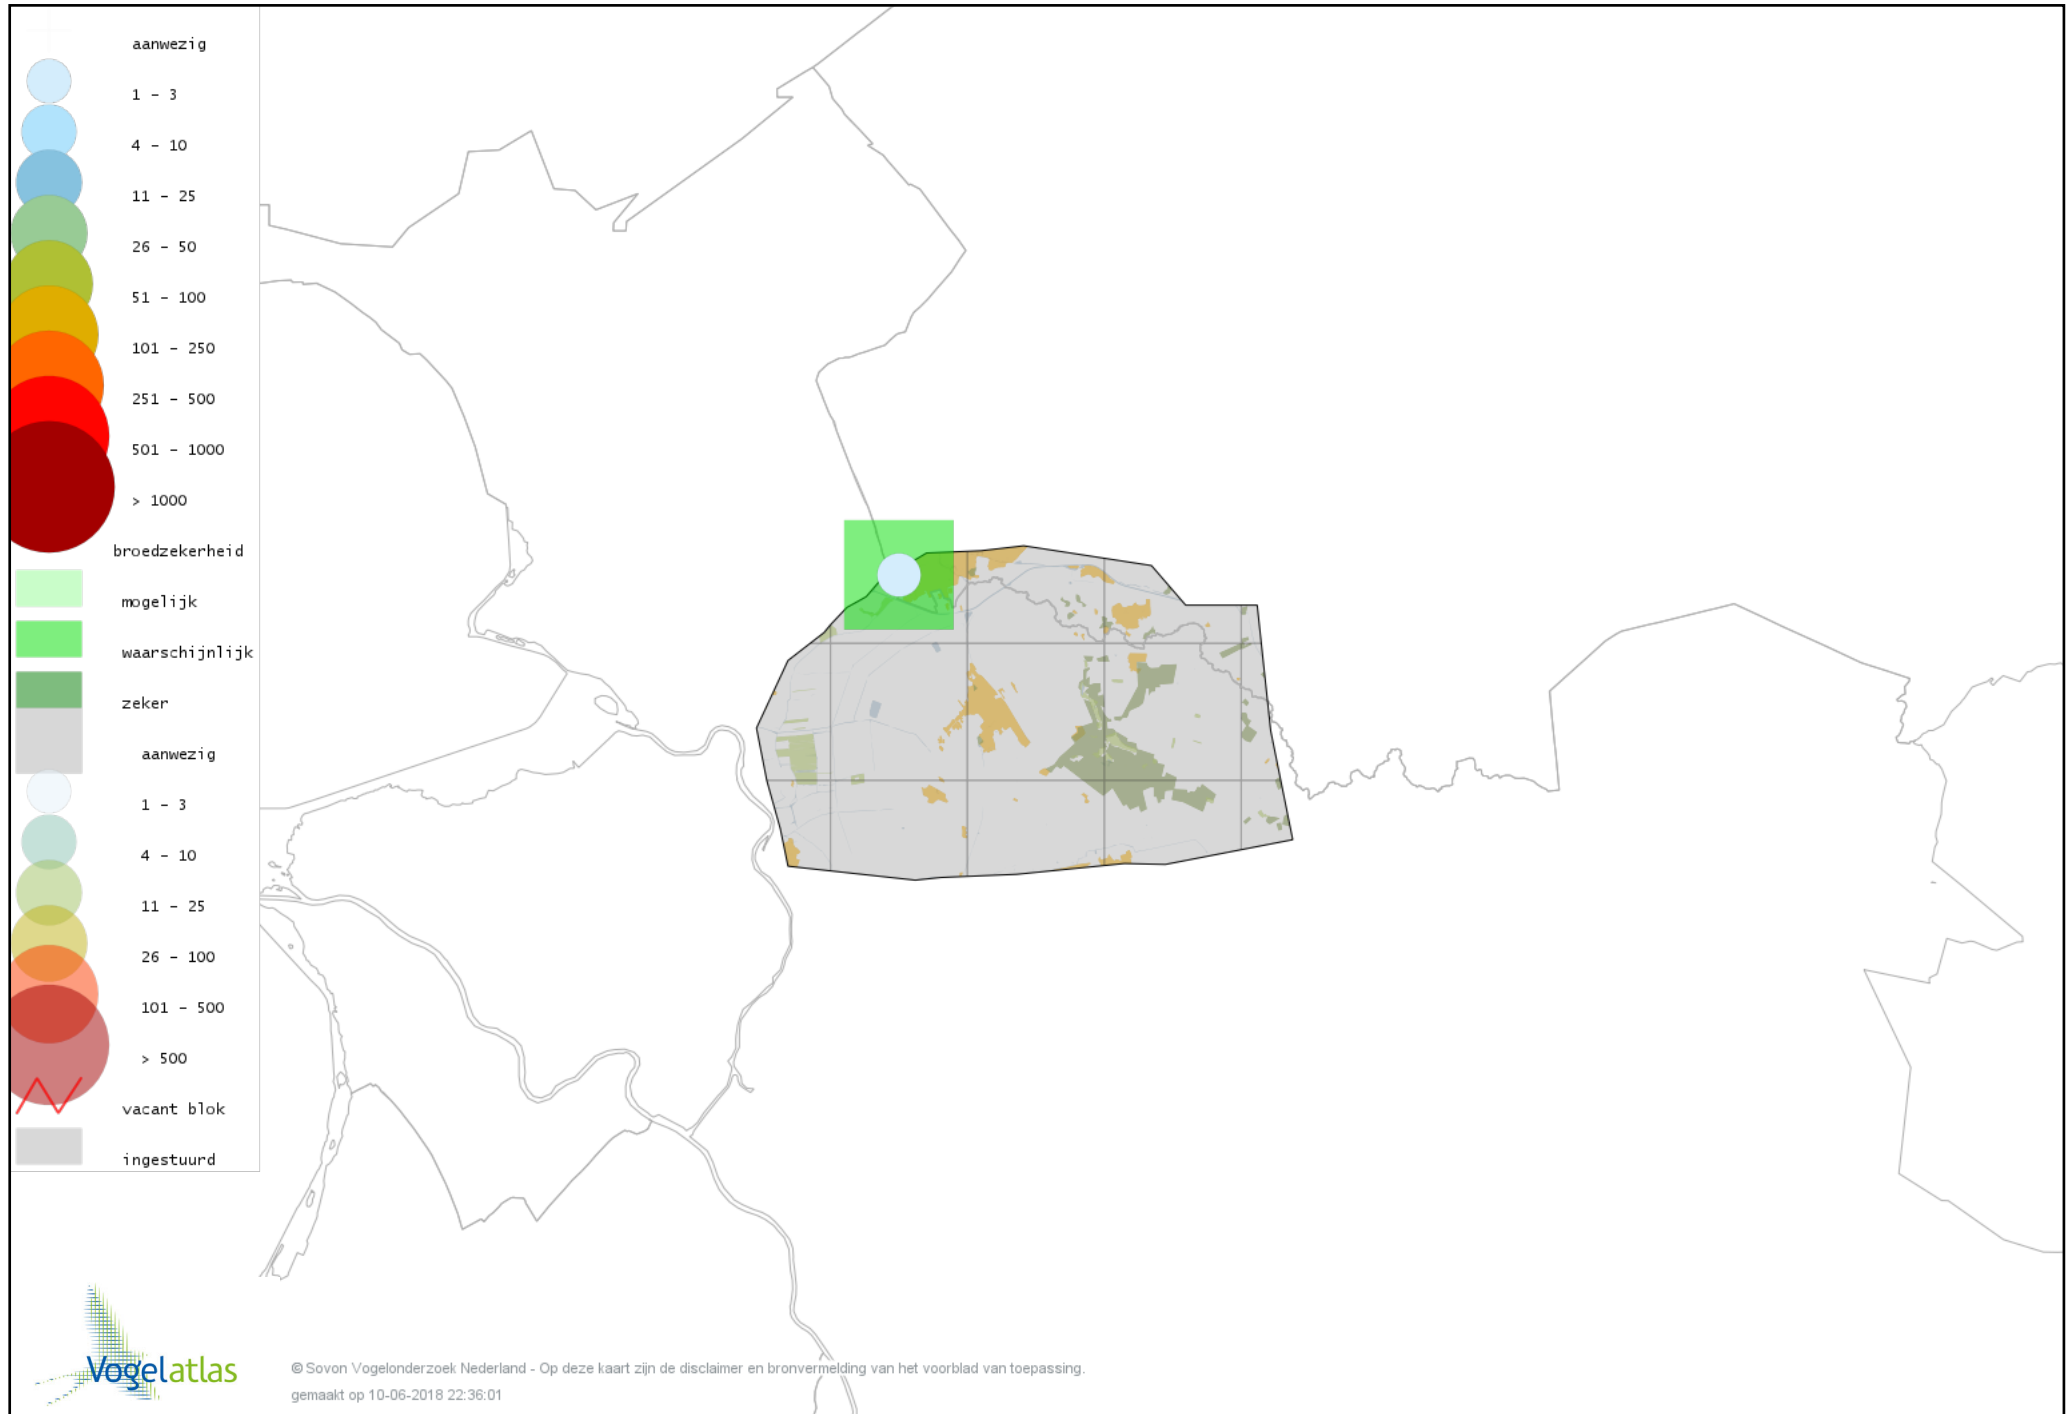 aanwezig
1 – 3
4 – 10
11 – 25
26 – 50
51 – 100
101 – 250
251 – 500
501 – 1000
> 1000
broedzekerheid
mogelijk
waarschijnlijk
zeker
aanwezig
1 – 3
4 – 10
11 – 25
26 – 100
101 – 500
> 500
vacant blok
ingestuurd
Vogelatlas
© Sovon Vogelonderzoek Nederland - Op deze kaart zijn de disclaimer en bronvermelding van het voorblad van toepassing.
gemaakt op 10-06-2018 22:36:01